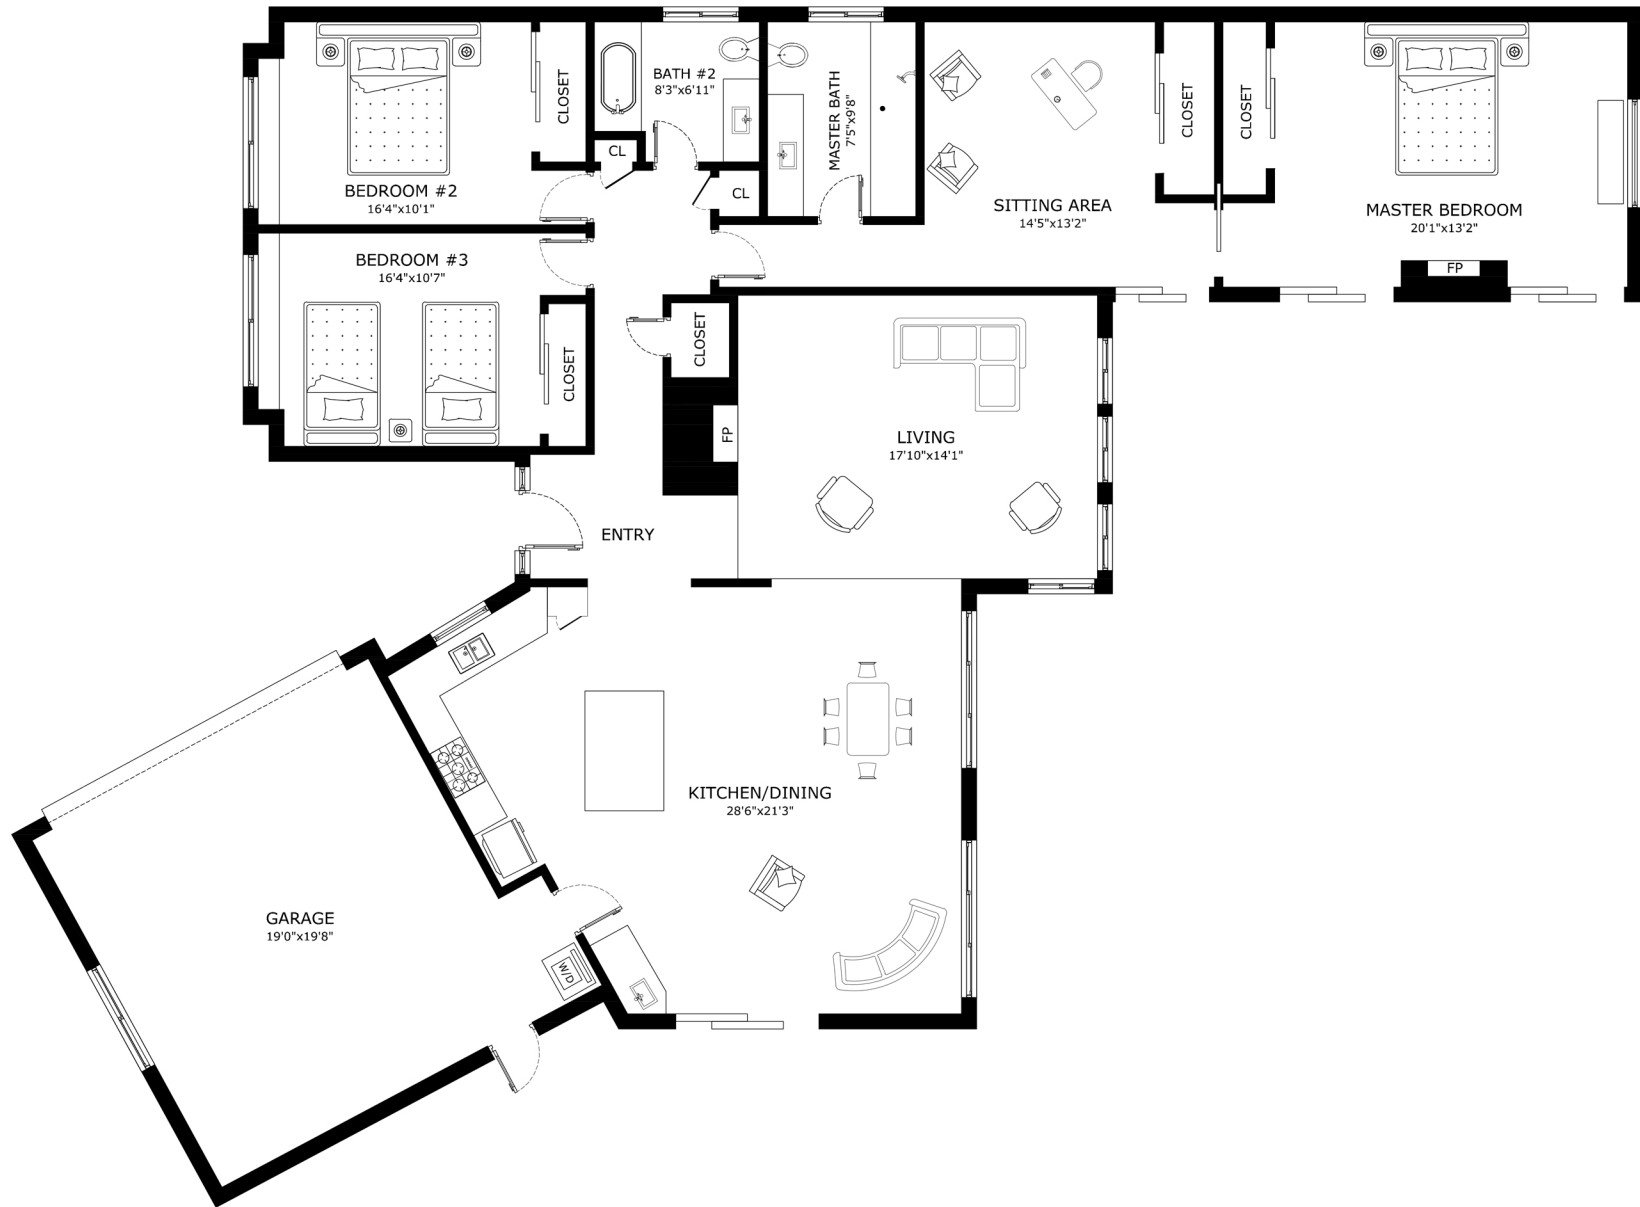 BEDROOM #2
16'4"x10'1"
CLOSET
BATH #2
8'3"x6'11"
CL
CL
MASTER BATH
7'5"x9'8"
SITTING AREA
14'5"x13'2"
CLOSET
CLOSET
MASTER BEDROOM
20'1"x13'2"
FP
BEDROOM #3
16'4"x10'7"
CLOSET
CLOSET
FP
LIVING
17'10"x14'1"
ENTRY
KITCHEN/DINING
28'6"x21'3"
GARAGE
19'0"x19'8"
W/D